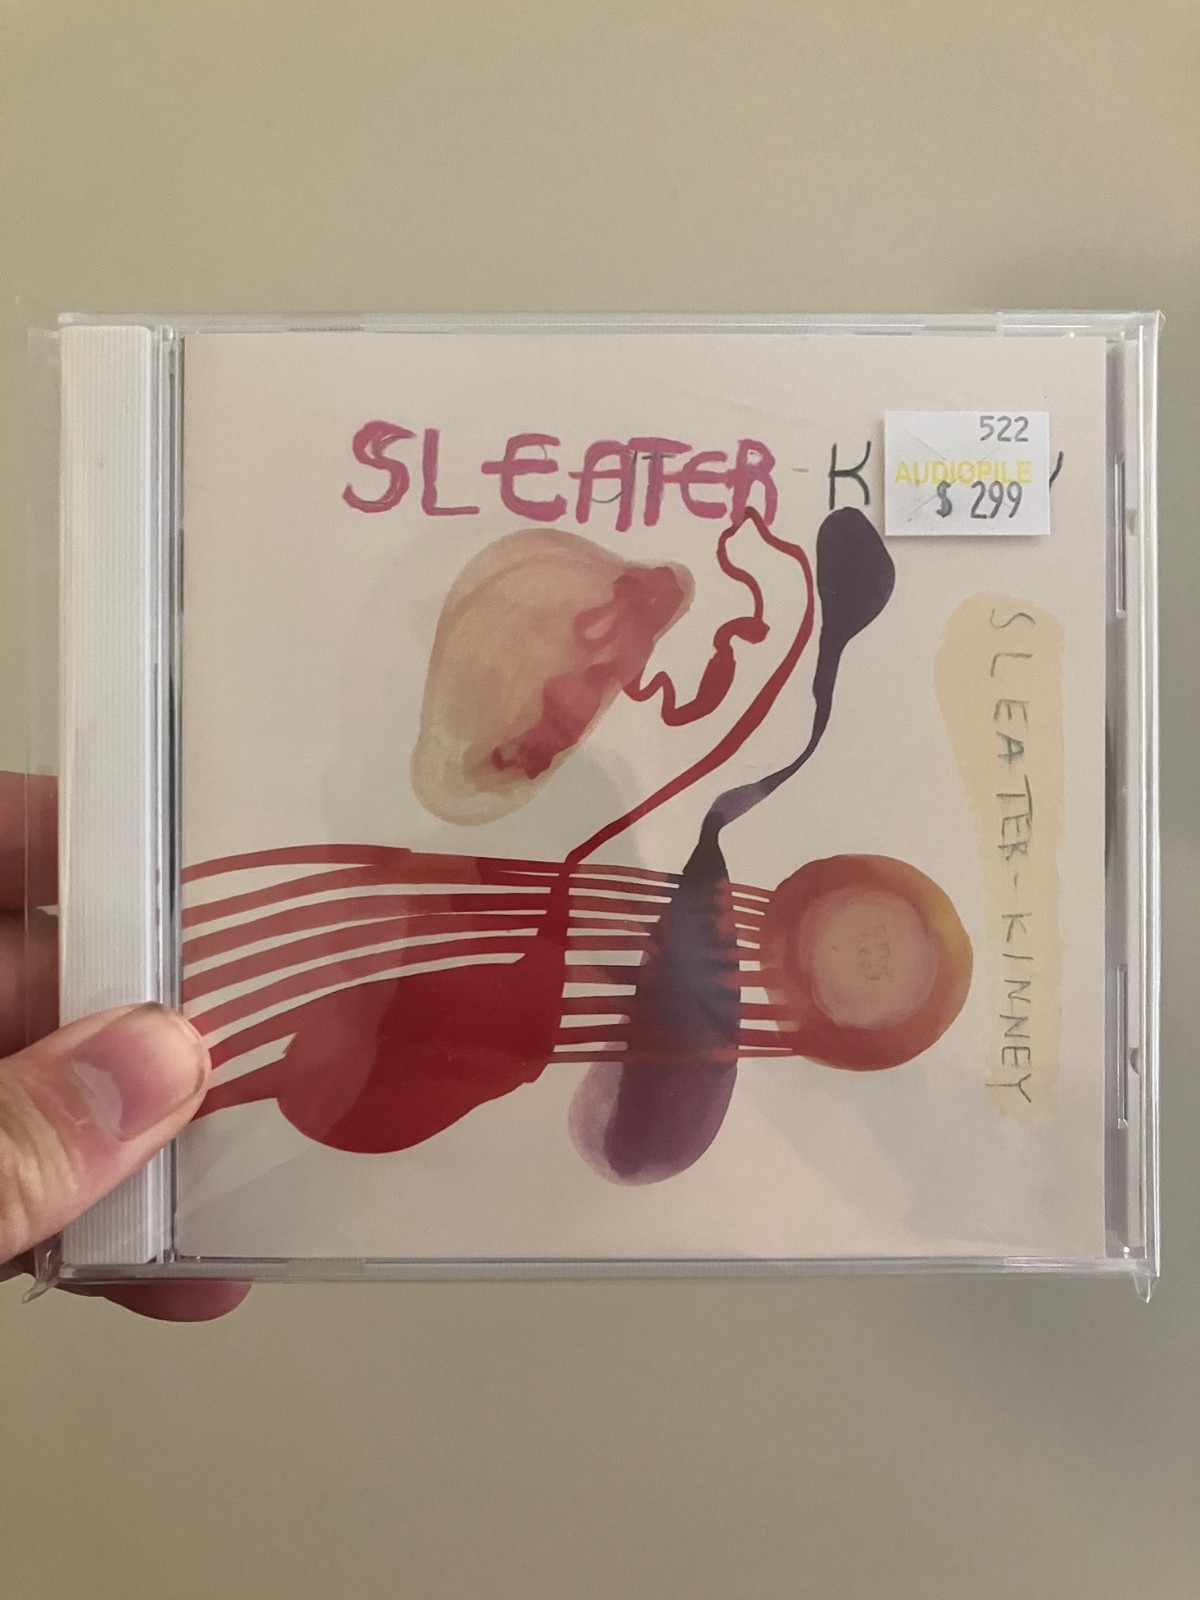 SLEATER-K
522
AUDIOPILE
$ 299
SLEATER-KINNEY